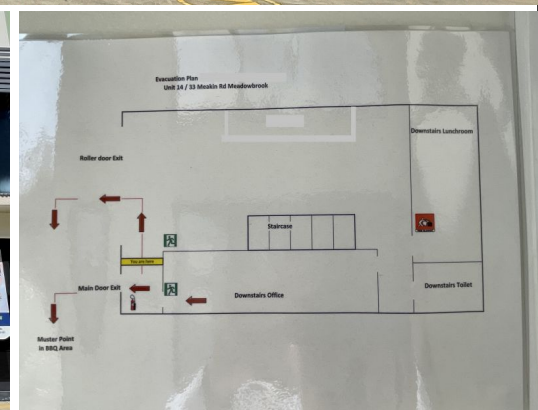 Evacuation Plan
Unit 14 / 33 Meakin Rd Meadowbrook
Downstairs Lunchroom
Roller door Exit
Staircase
You are here
Main Door Exit
Downstairs Office
Downstairs Toilet
Muster Point
in BBQ Area